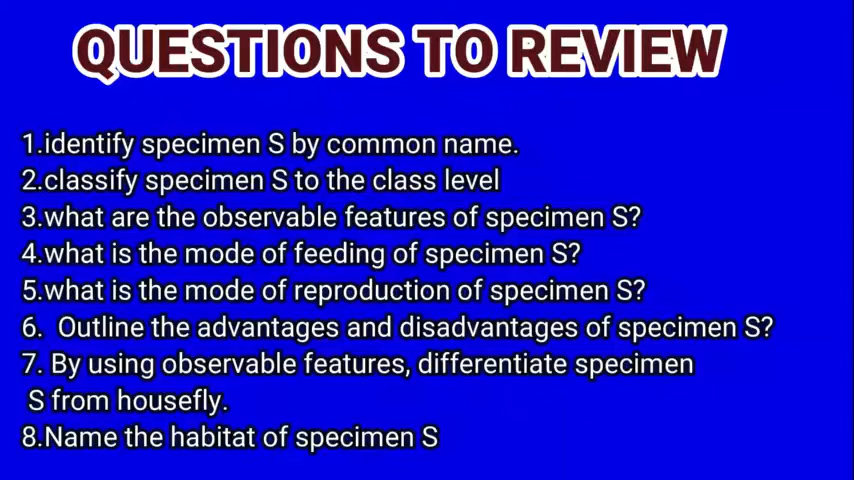 QUESTIONS TO REVIEW
1.identify specimen S by common name.
2.classify specimen S to the class level
3.what are the observable features of specimen S?
4.what is the mode of feeding of specimen S?
5.what is the mode of reproduction of specimen S?
6. Outline the advantages and disadvantages of specimen S?
7. By using observable features, differentiate specimen
S from housefly.
8.Name the habitat of specimen S